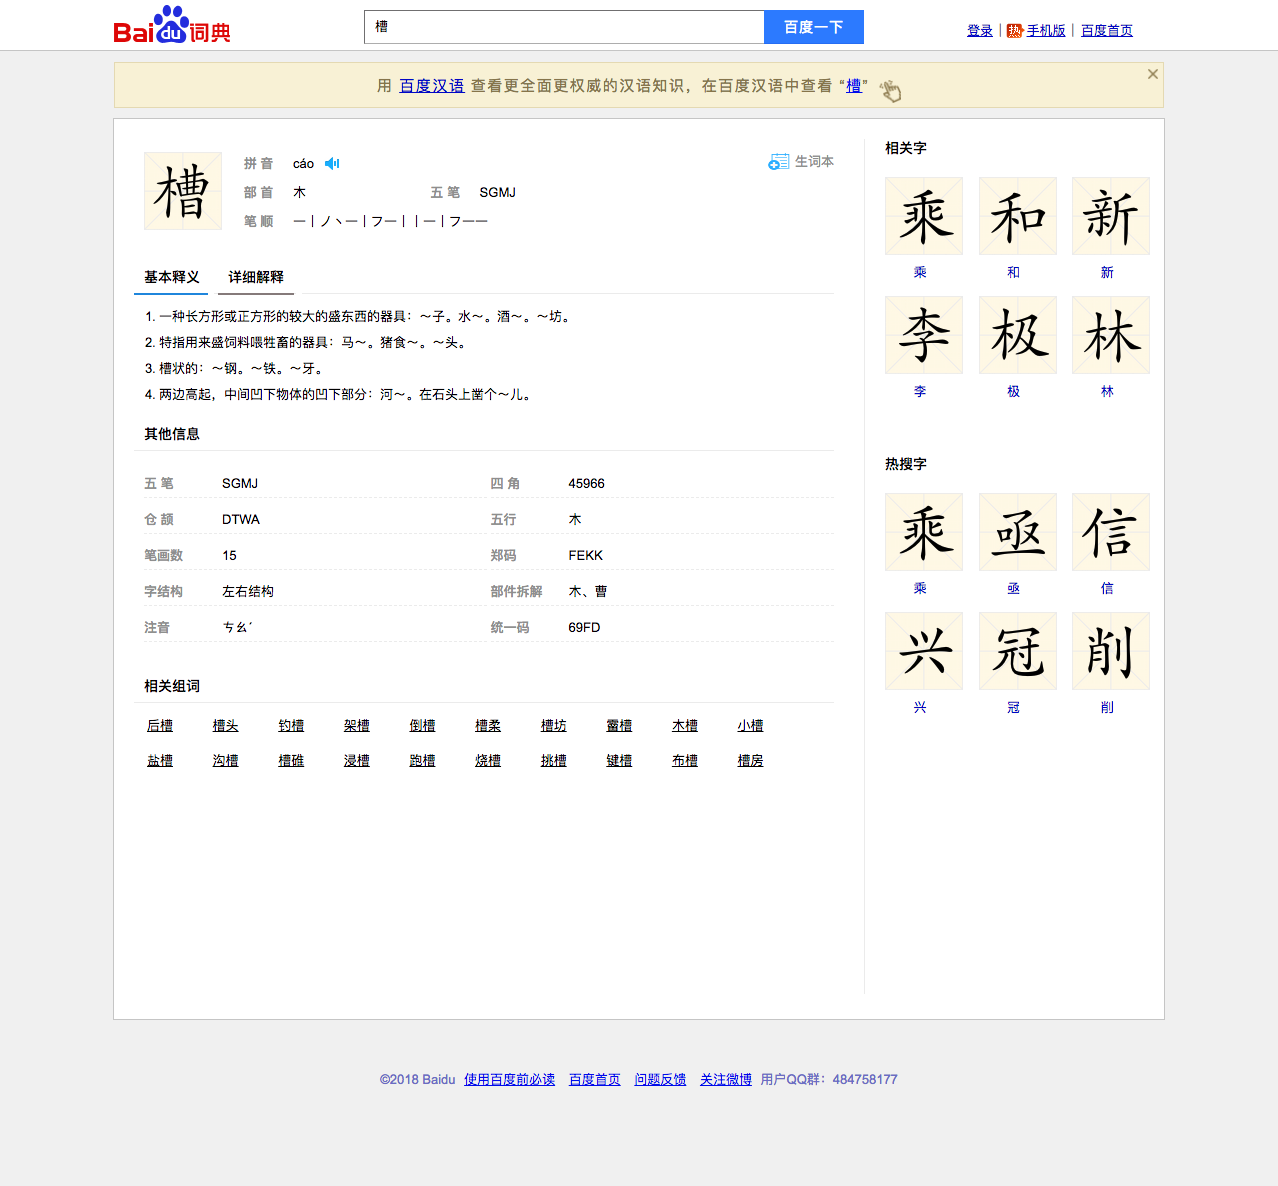 Baidu词典
槽
百度一下
登录 | 热 手机版 | 百度首页
用 百度汉语 查看更全面更权威的汉语知识，在百度汉语中查看 “槽”
槽
拼 音 cáo
生词本
部 首 木 五 笔 SGMJ
笔 顺 一丨ノ丶一丨フ一丨丨一丨フ一一
基本释义 详细解释
1. 一种长方形或正方形的较大的盛东西的器具：～子。水～。酒～。～坊。
2. 特指用来盛饲料喂牲畜的器具：马～。猪食～。～头。
3. 槽状的：～钢。～铁。～牙。
4. 两边高起，中间凹下物体的凹下部分：河～。在石头上凿个～儿。
其他信息
五 笔 SGMJ 四 角 45966
仓 颉 DTWA 五行 木
笔画数 15 郑码 FEKK
字结构 左右结构 部件拆解 木、曹
注音 ㄘㄠˊ 统一码 69FD
相关组词
后槽 槽头 钓槽 架槽 倒槽 槽柔 槽坊 霤槽 木槽 小槽
盐槽 沟槽 槽碓 浸槽 跑槽 烧槽 挑槽 键槽 布槽 槽房
相关字
乘 和 新
乘 和 新
李 极 林
李 极 林
热搜字
乘 亟 信
乘 亟 信
兴 冠 削
兴 冠 削
©2018 Baidu 使用百度前必读 百度首页 问题反馈 关注微博 用户QQ群：484758177